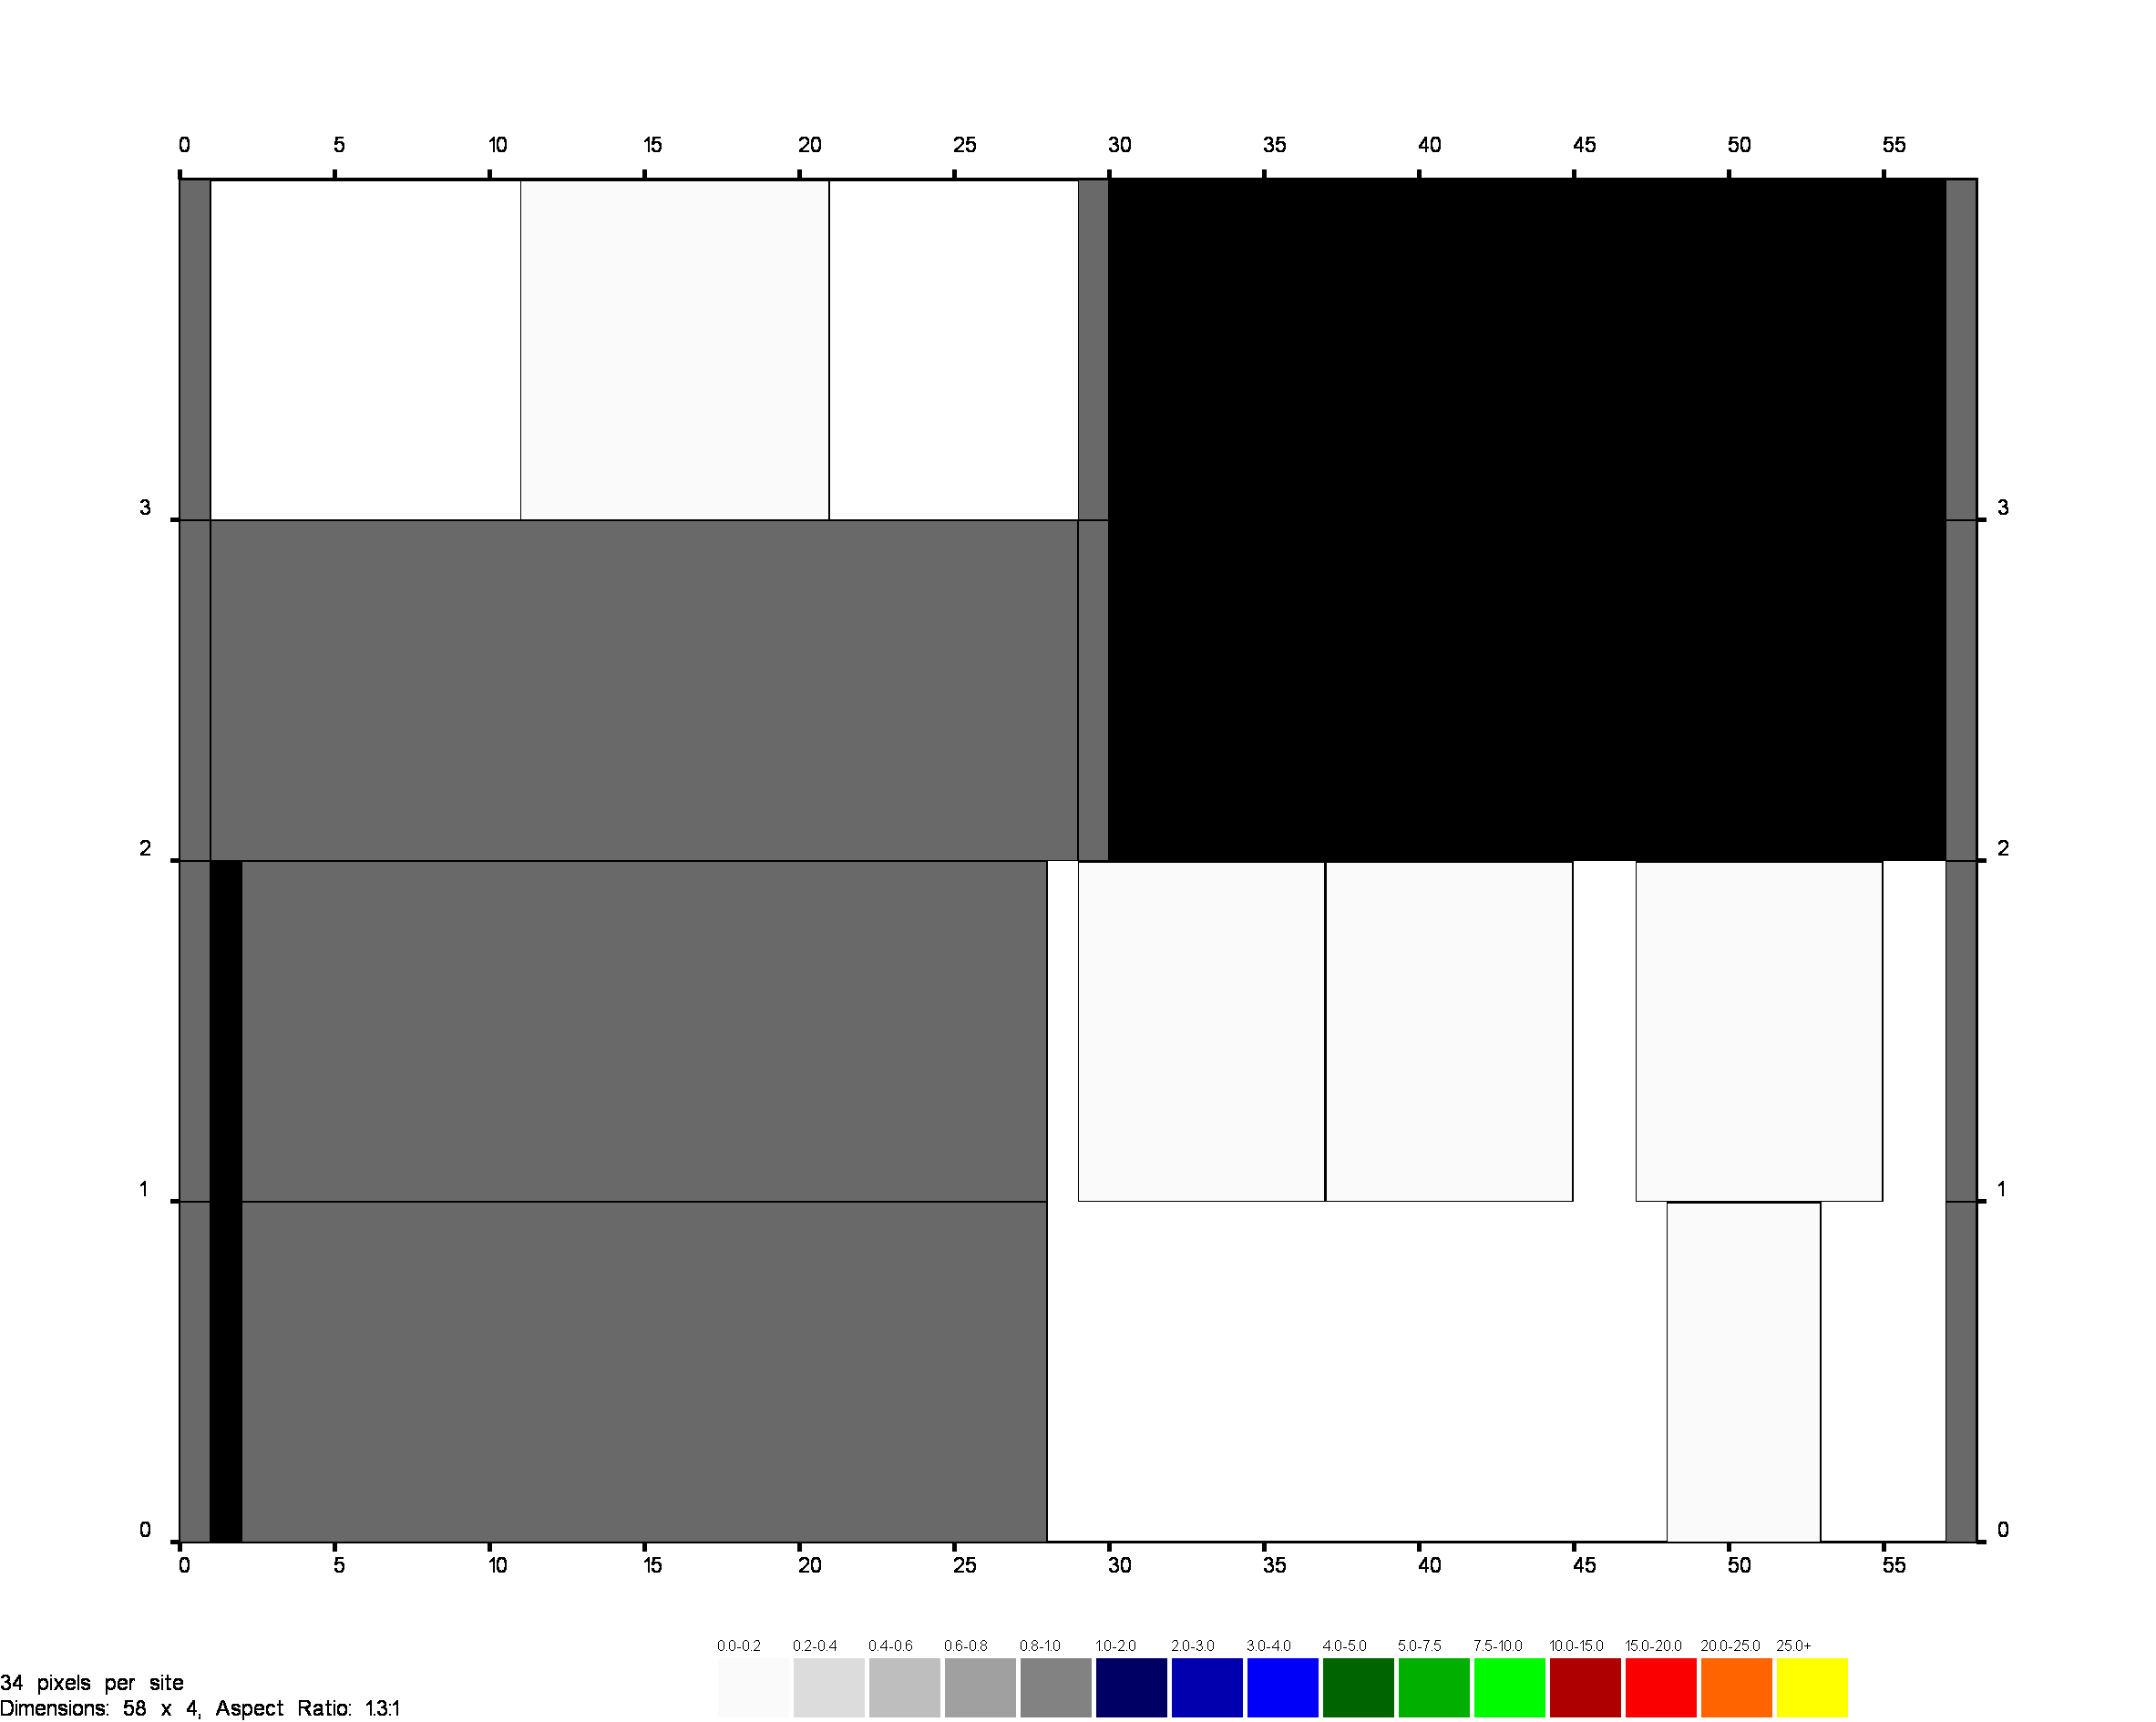 0 5 10 15 20 25 30 35 40 45 50 55
3 3
2 2
1 1
0 0
0 5 10 15 20 25 30 35 40 45 50 55
0.0-0.2 0.2-0.4 0.4-0.6 0.6-0.8 0.8-1.0 1.0-2.0 2.0-3.0 3.0-4.0 4.0-5.0 5.0-7.5 7.5-10.0 10.0-15.0 15.0-20.0 20.0-25.0 25.0+
34 pixels per site
Dimensions: 58 x 4, Aspect Ratio: 1.3:1